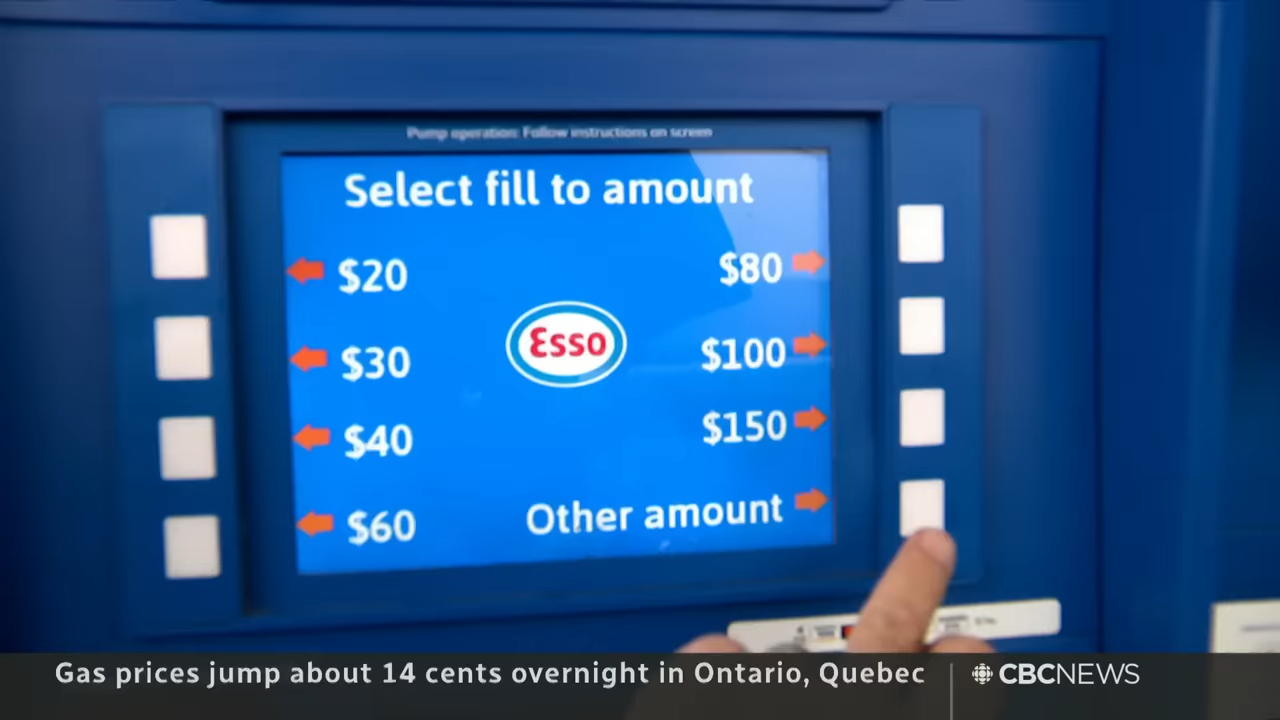 Pump operation: Follow instructions on screen
Select fill to amount
$20
$30
$40
$60
Esso
$80
$100
$150
Other amount
Gas prices jump about 14 cents overnight in Ontario, Quebec
CBCNEWS